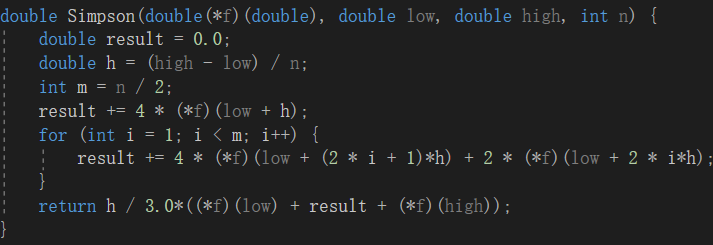 double Simpson(double(*f)(double), double low, double high, int n) {
    double result = 0.0;
    double h = (high - low) / n;
    int m = n / 2;
    result += 4 * (*f)(low + h);
    for (int i = 1; i < m; i++) {
        result += 4 * (*f)(low + (2 * i + 1)*h) + 2 * (*f)(low + 2 * i*h);
    }
    return h / 3.0*((*f)(low) + result + (*f)(high));
}